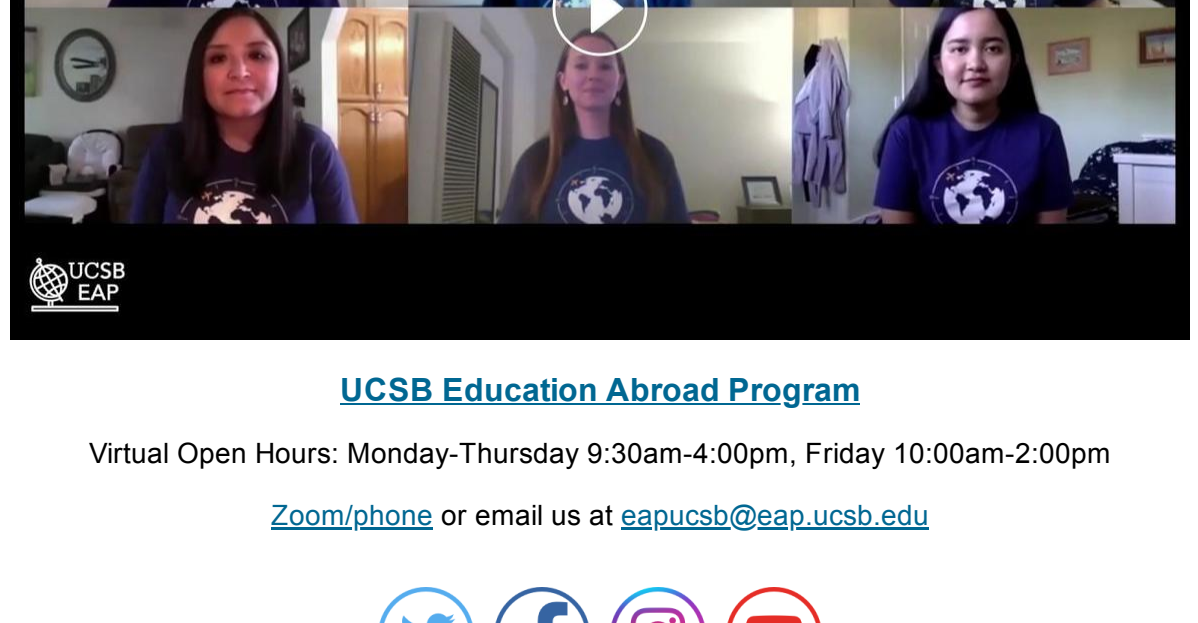 UCSB
EAP
UCSB Education Abroad Program
Virtual Open Hours: Monday-Thursday 9:30am-4:00pm, Friday 10:00am-2:00pm
Zoom/phone or email us at eapucsb@eap.ucsb.edu